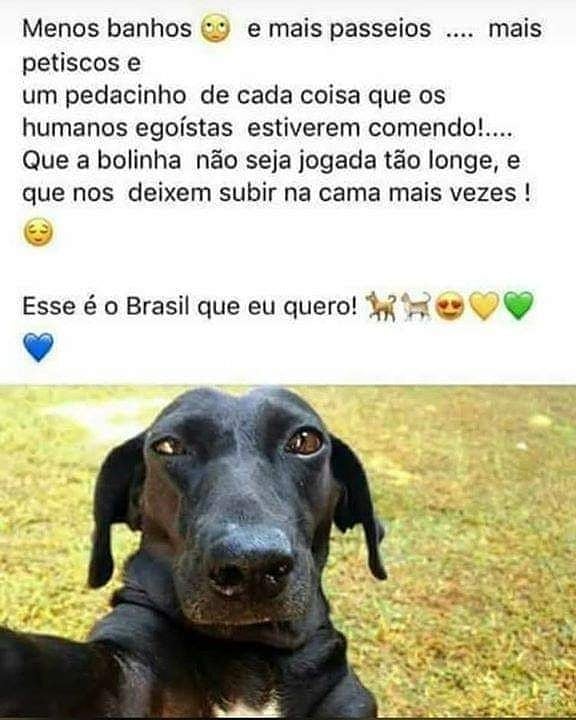 Menos banhos 🙄 e mais passeios .... mais
petiscos e
um pedacinho de cada coisa que os
humanos egoístas estiverem comendo!....
Que a bolinha não seja jogada tão longe, e
que nos deixem subir na cama mais vezes !
😌
Esse é o Brasil que eu quero! 🐕🐈😍💛💚
💙